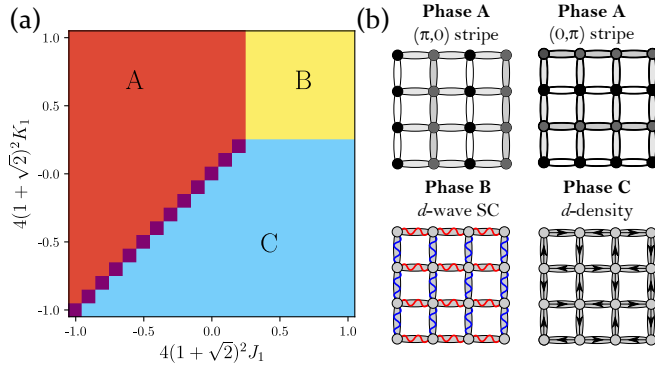 (a)
4(1 + √2)²K₁
1.0
0.5
-0.0
-0.5
-1.0
A
B
C
-1.0 -0.5 0.0 0.5 1.0
4(1 + √2)²J₁
(b)
Phase A
(π,0) stripe
Phase A
(0,π) stripe
Phase B
d-wave SC
Phase C
d-density